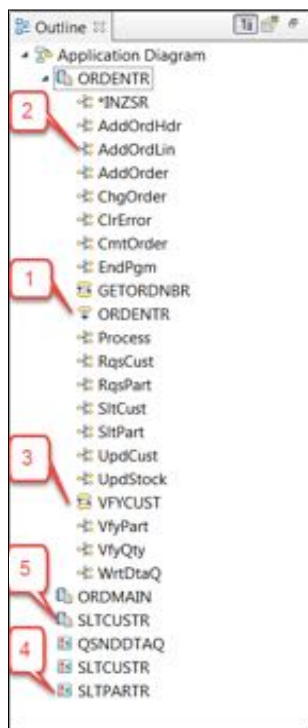 Outline
Application Diagram
ORDENTR
*INZSR
2
AddOrdHdr
AddOrdLin
AddOrder
ChgOrder
ClrError
CmtOrder
1
EndPgm
GETORDNBR
ORDENTR
Process
RqsCust
RqsPart
SltCust
SltPart
3
UpdCust
UpdStock
VFYCUST
VfyPart
5
VfyQty
WrtDtaQ
ORDMAIN
SLTCUSTR
4
QSNDDTAQ
SLTCUSTR
SLTPARTR